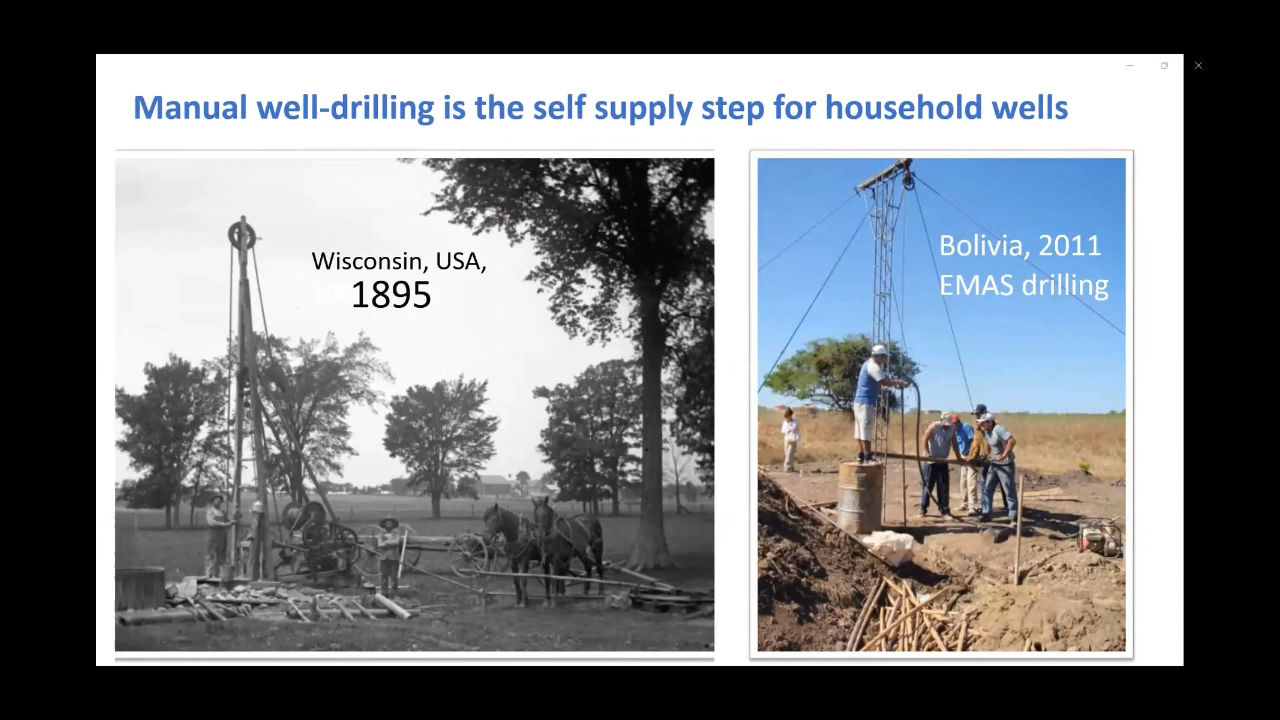 Manual well-drilling is the self supply step for household wells
Wisconsin, USA,
1895
Bolivia, 2011
EMAS drilling